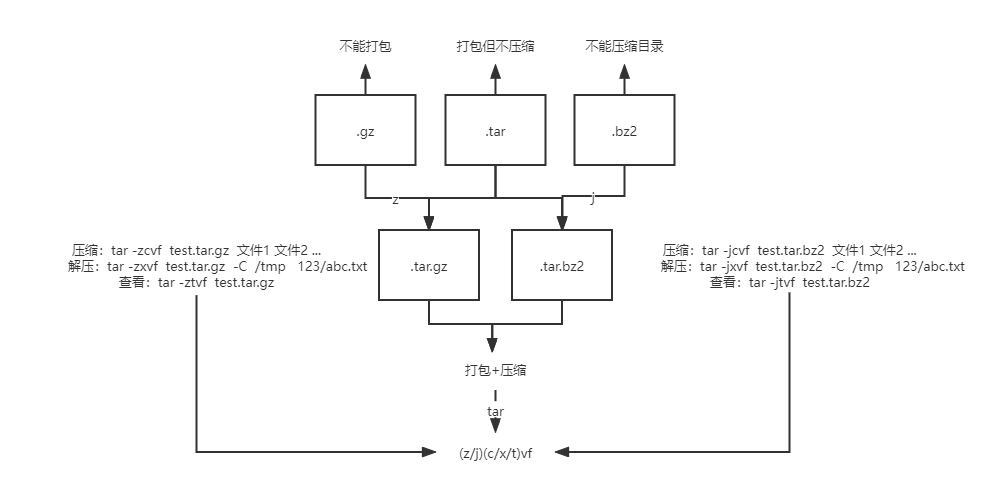 不能打包
打包但不压缩
不能压缩目录
.gz
.tar
.bz2
z
j
压缩：tar -zcvf test.tar.gz 文件1 文件2 ...
解压：tar -zxvf test.tar.gz -C /tmp 123/abc.txt
查看：tar -ztvf test.tar.gz
.tar.gz
.tar.bz2
压缩：tar -jcvf test.tar.bz2 文件1 文件2 ...
解压：tar -jxvf test.tar.bz2 -C /tmp 123/abc.txt
查看：tar -jtvf test.tar.bz2
打包+压缩
tar
(z/j)(c/x/t)vf